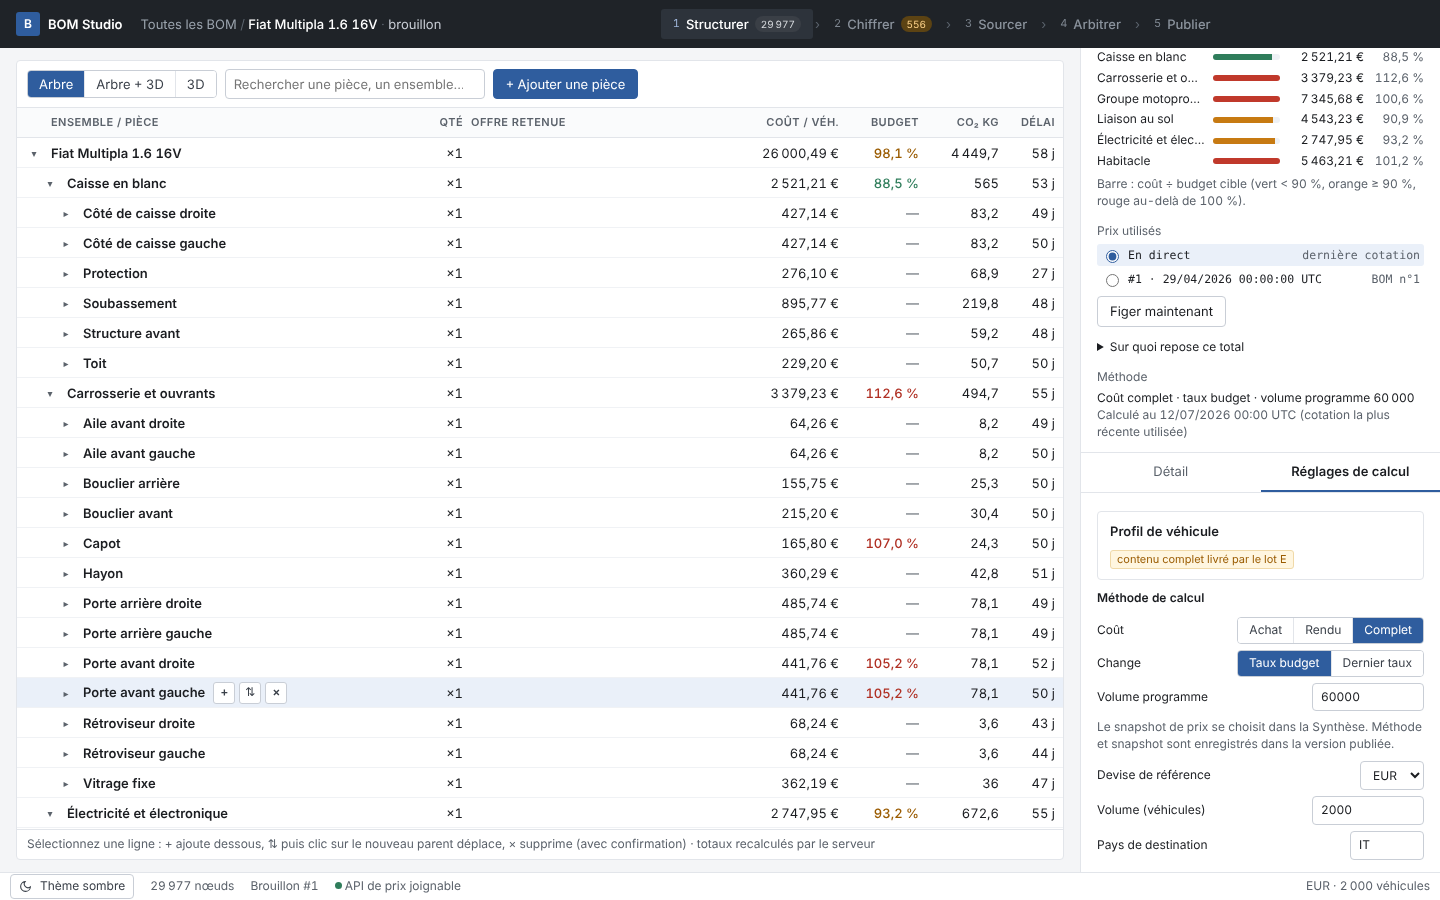 B BOM Studio Toutes les BOM / Fiat Multipla 1.6 16V · brouillon 1 Structurer 29 977 › 2 Chiffrer 556 › 3 Sourcer › 4 Arbitrer › 5 Publier
Arbre Arbre + 3D 3D Rechercher une pièce, un ensemble... + Ajouter une pièce
ENSEMBLE / PIÈCE QTÉ OFFRE RETENUE COÛT / VÉH. BUDGET CO₂ KG DÉLAI
▾ Fiat Multipla 1.6 16V ×1 26 000,49 € 98,1 % 4 449,7 58 j
▾ Caisse en blanc ×1 2 521,21 € 88,5 % 565 53 j
▸ Côté de caisse droite ×1 427,14 € — 83,2 49 j
▸ Côté de caisse gauche ×1 427,14 € — 83,2 50 j
▸ Protection ×1 276,10 € — 68,9 27 j
▸ Soubassement ×1 895,77 € — 219,8 48 j
▸ Structure avant ×1 265,86 € — 59,2 48 j
▸ Toit ×1 229,20 € — 50,7 50 j
▾ Carrosserie et ouvrants ×1 3 379,23 € 112,6 % 494,7 55 j
▸ Aile avant droite ×1 64,26 € — 8,2 49 j
▸ Aile avant gauche ×1 64,26 € — 8,2 50 j
▸ Bouclier arrière ×1 155,75 € — 25,3 50 j
▸ Bouclier avant ×1 215,20 € — 30,4 50 j
▸ Capot ×1 165,80 € 107,0 % 24,3 50 j
▸ Hayon ×1 360,29 € — 42,8 51 j
▸ Porte arrière droite ×1 485,74 € — 78,1 49 j
▸ Porte arrière gauche ×1 485,74 € — 78,1 49 j
▸ Porte avant droite ×1 441,76 € 105,2 % 78,1 52 j
▸ Porte avant gauche + ⇅ × ×1 441,76 € 105,2 % 78,1 50 j
▸ Rétroviseur droite ×1 68,24 € — 3,6 43 j
▸ Rétroviseur gauche ×1 68,24 € — 3,6 44 j
▸ Vitrage fixe ×1 362,19 € — 36 47 j
▾ Électricité et électronique ×1 2 747,95 € 93,2 % 672,6 55 j
Sélectionnez une ligne : + ajoute dessous, ⇅ puis clic sur le nouveau parent déplace, × supprime (avec confirmation) · totaux recalculés par le serveur
Caisse en blanc 2 521,21 € 88,5 %
Carrosserie et o... 3 379,23 € 112,6 %
Groupe motopro... 7 345,68 € 100,6 %
Liaison au sol 4 543,23 € 90,9 %
Électricité et élec... 2 747,95 € 93,2 %
Habitacle 5 463,21 € 101,2 %
Barre : coût ÷ budget cible (vert < 90 %, orange ≥ 90 %,
rouge au-delà de 100 %).
Prix utilisés
En direct dernière cotation
#1 · 29/04/2026 00:00:00 UTC BOM n°1
Figer maintenant
▶ Sur quoi repose ce total
Méthode
Coût complet · taux budget · volume programme 60 000
Calculé au 12/07/2026 00:00 UTC (cotation la plus
récente utilisée)
Détail Réglages de calcul
Profil de véhicule
contenu complet livré par le lot E
Méthode de calcul
Coût Achat Rendu Complet
Change Taux budget Dernier taux
Volume programme 60000
Le snapshot de prix se choisit dans la Synthèse. Méthode
et snapshot sont enregistrés dans la version publiée.
Devise de référence EUR
Volume (véhicules) 2000
Pays de destination IT
Thème sombre 29 977 nœuds Brouillon #1 API de prix joignable EUR · 2 000 véhicules